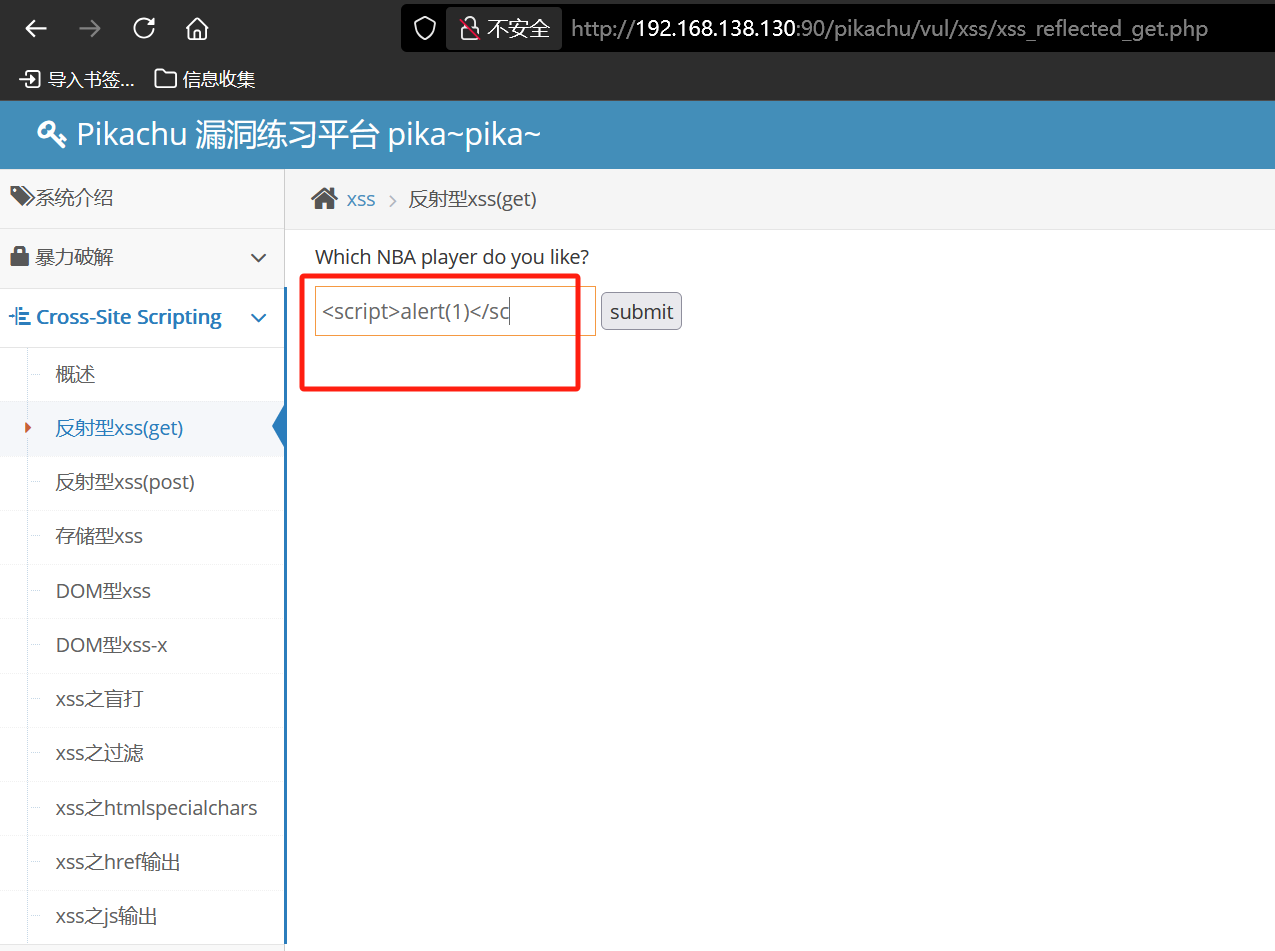 不安全 http://192.168.138.130:90/pikachu/vul/xss/xss_reflected_get.php
导入书签... 信息收集
Pikachu 漏洞练习平台 pika~pika~
系统介绍
xss > 反射型xss(get)
暴力破解
Which NBA player do you like?
<script>alert(1)</sc submit
Cross-Site Scripting
概述
反射型xss(get)
反射型xss(post)
存储型xss
DOM型xss
DOM型xss-x
xss之盲打
xss之过滤
xss之htmlspecialchars
xss之href输出
xss之js输出